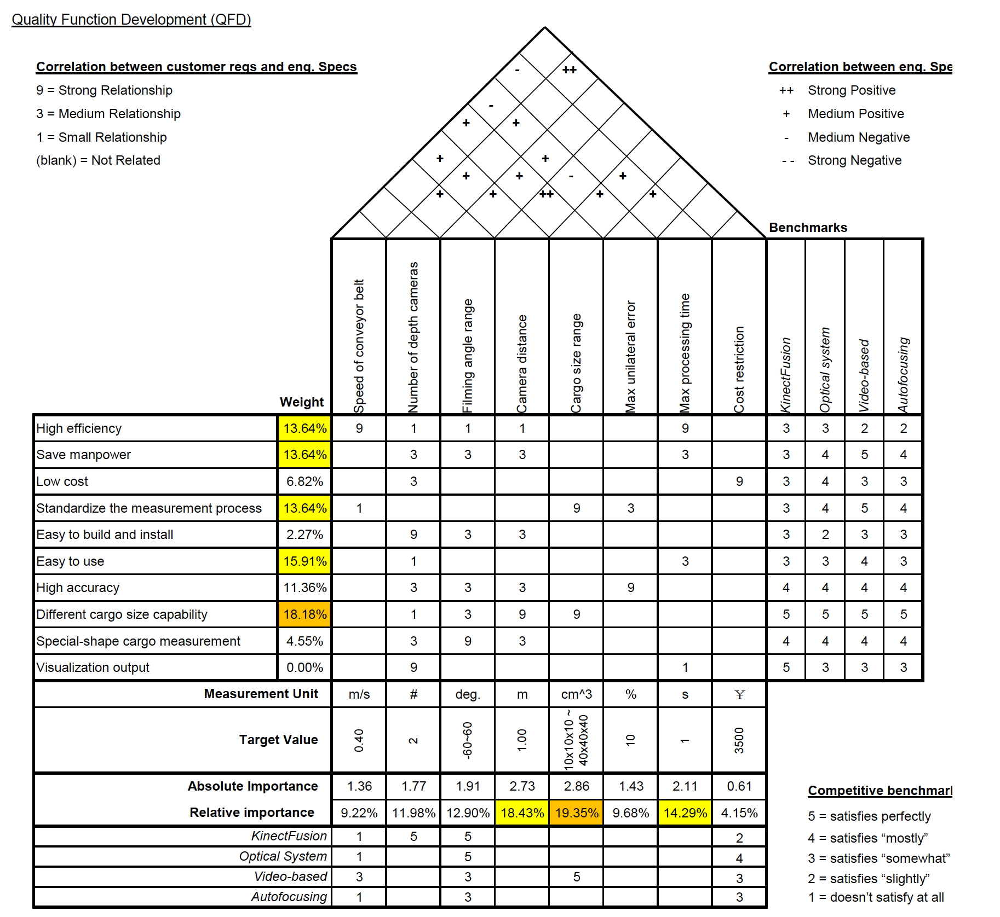 Quality Function Development (QFD)
Correlation between customer reqs and eng. Specs
9 = Strong Relationship
3 = Medium Relationship
1 = Small Relationship
(blank) = Not Related
Correlation between eng. Spe
++ Strong Positive
+ Medium Positive
- Medium Negative
- - Strong Negative
- ++
-
+ +
+ +
+ + - +
+ + ++ + +
Benchmarks
Weight
Speed of conveyor belt
Number of depth cameras
Filming angle range
Camera distance
Cargo size range
Max unilateral error
Max processing time
Cost restriction
KinectFusion
Optical system
Video-based
Autofocusing
High efficiency 13.64% 9 1 1 1 9 3 3 2 2
Save manpower 13.64% 3 3 3 3 3 4 5 4
Low cost 6.82% 3 9 3 4 3 3
Standardize the measurement process 13.64% 1 9 3 3 4 5 4
Easy to build and install 2.27% 9 3 3 3 2 3 3
Easy to use 15.91% 1 3 3 3 4 3
High accuracy 11.36% 3 3 3 9 4 4 4 4
Different cargo size capability 18.18% 1 3 9 9 5 5 5 5
Special-shape cargo measurement 4.55% 3 9 3 4 4 4 4
Visualization output 0.00% 9 1 5 3 3 3
Measurement Unit m/s # deg. m cm^3 % s ¥
Target Value 0.40 2 -60~60 1.00 10x10x10 ~ 40x40x40 10 1 3500
Absolute Importance 1.36 1.77 1.91 2.73 2.86 1.43 2.11 0.61
Relative importance 9.22% 11.98% 12.90% 18.43% 19.35% 9.68% 14.29% 4.15%
KinectFusion 1 5 5 2
Optical System 1 5 4
Video-based 3 3 5 3
Autofocusing 1 3 3
Competitive benchmar
5 = satisfies perfectly
4 = satisfies “mostly”
3 = satisfies “somewhat”
2 = satisfies “slightly”
1 = doesn’t satisfy at all